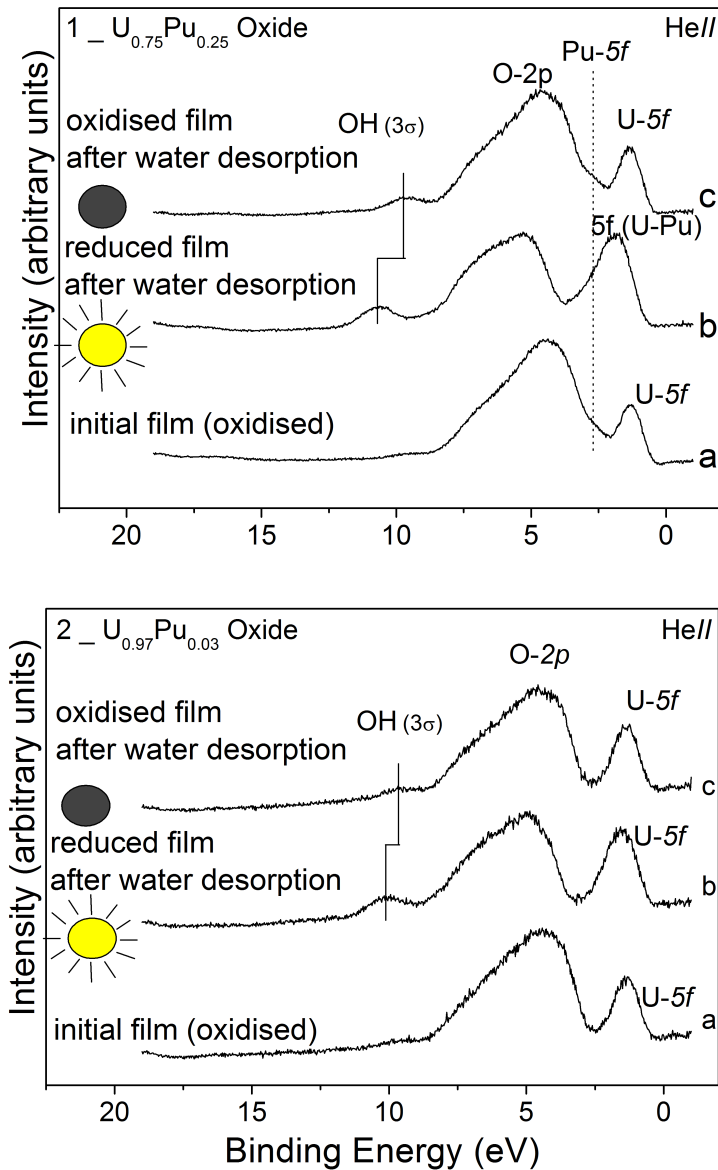 1 _ U0.75Pu0.25 Oxide
HeII
Pu-5f
O-2p
U-5f
OH (3σ)
oxidised film
after water desorption
c
5f (U-Pu)
reduced film
after water desorption
b
U-5f
initial film (oxidised)
a
Intensity (arbitrary units)
20 15 10 5 0
2 _ U0.97Pu0.03 Oxide
HeII
O-2p
U-5f
OH (3σ)
oxidised film
after water desorption
c
U-5f
reduced film
after water desorption
b
U-5f
initial film (oxidised)
a
Intensity (arbitrary units)
20 15 10 5 0
Binding Energy (eV)